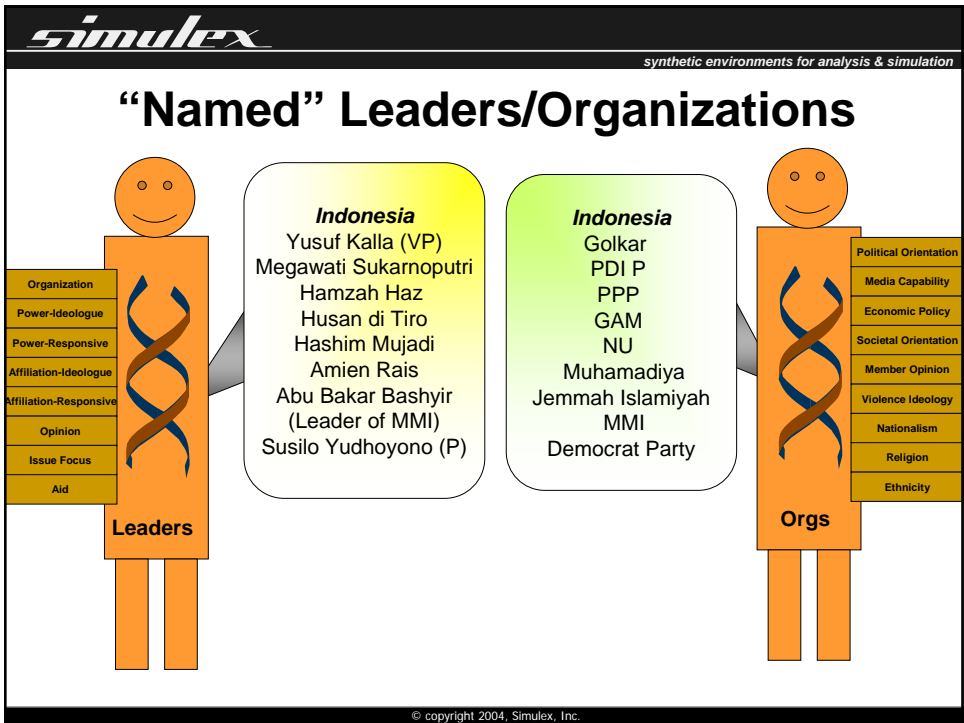 simulex
synthetic environments for analysis & simulation
“Named” Leaders/Organizations
Organization
Power-Ideologue
Power-Responsive
Affiliation-Ideologue
Affiliation-Responsive
Opinion
Issue Focus
Aid
Leaders
Indonesia
Yusuf Kalla (VP)
Megawati Sukarnoputri
Hamzah Haz
Husan di Tiro
Hashim Mujadi
Amien Rais
Abu Bakar Bashyir
(Leader of MMI)
Susilo Yudhoyono (P)
Indonesia
Golkar
PDI P
PPP
GAM
NU
Muhamadiya
Jemmah Islamiyah
MMI
Democrat Party
Political Orientation
Media Capability
Economic Policy
Societal Orientation
Member Opinion
Violence Ideology
Nationalism
Religion
Ethnicity
Orgs
© copyright 2004, Simulex, Inc.